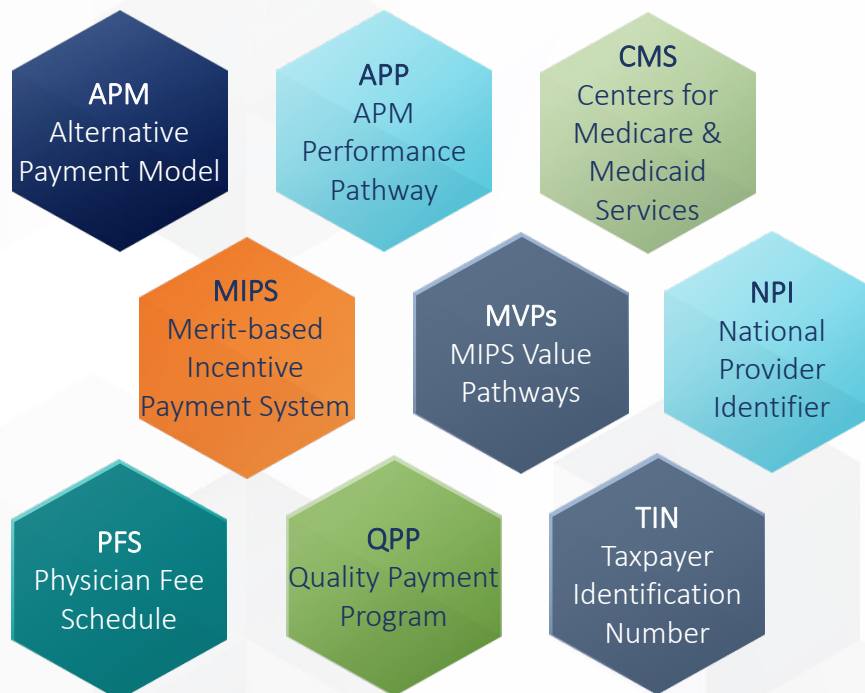 APM
Alternative
Payment Model
APP
APM
Performance
Pathway
CMS
Centers for
Medicare &
Medicaid
Services
MIPS
Merit-based
Incentive
Payment System
MVPs
MIPS Value
Pathways
NPI
National
Provider
Identifier
PFS
Physician Fee
Schedule
QPP
Quality Payment
Program
TIN
Taxpayer
Identification
Number